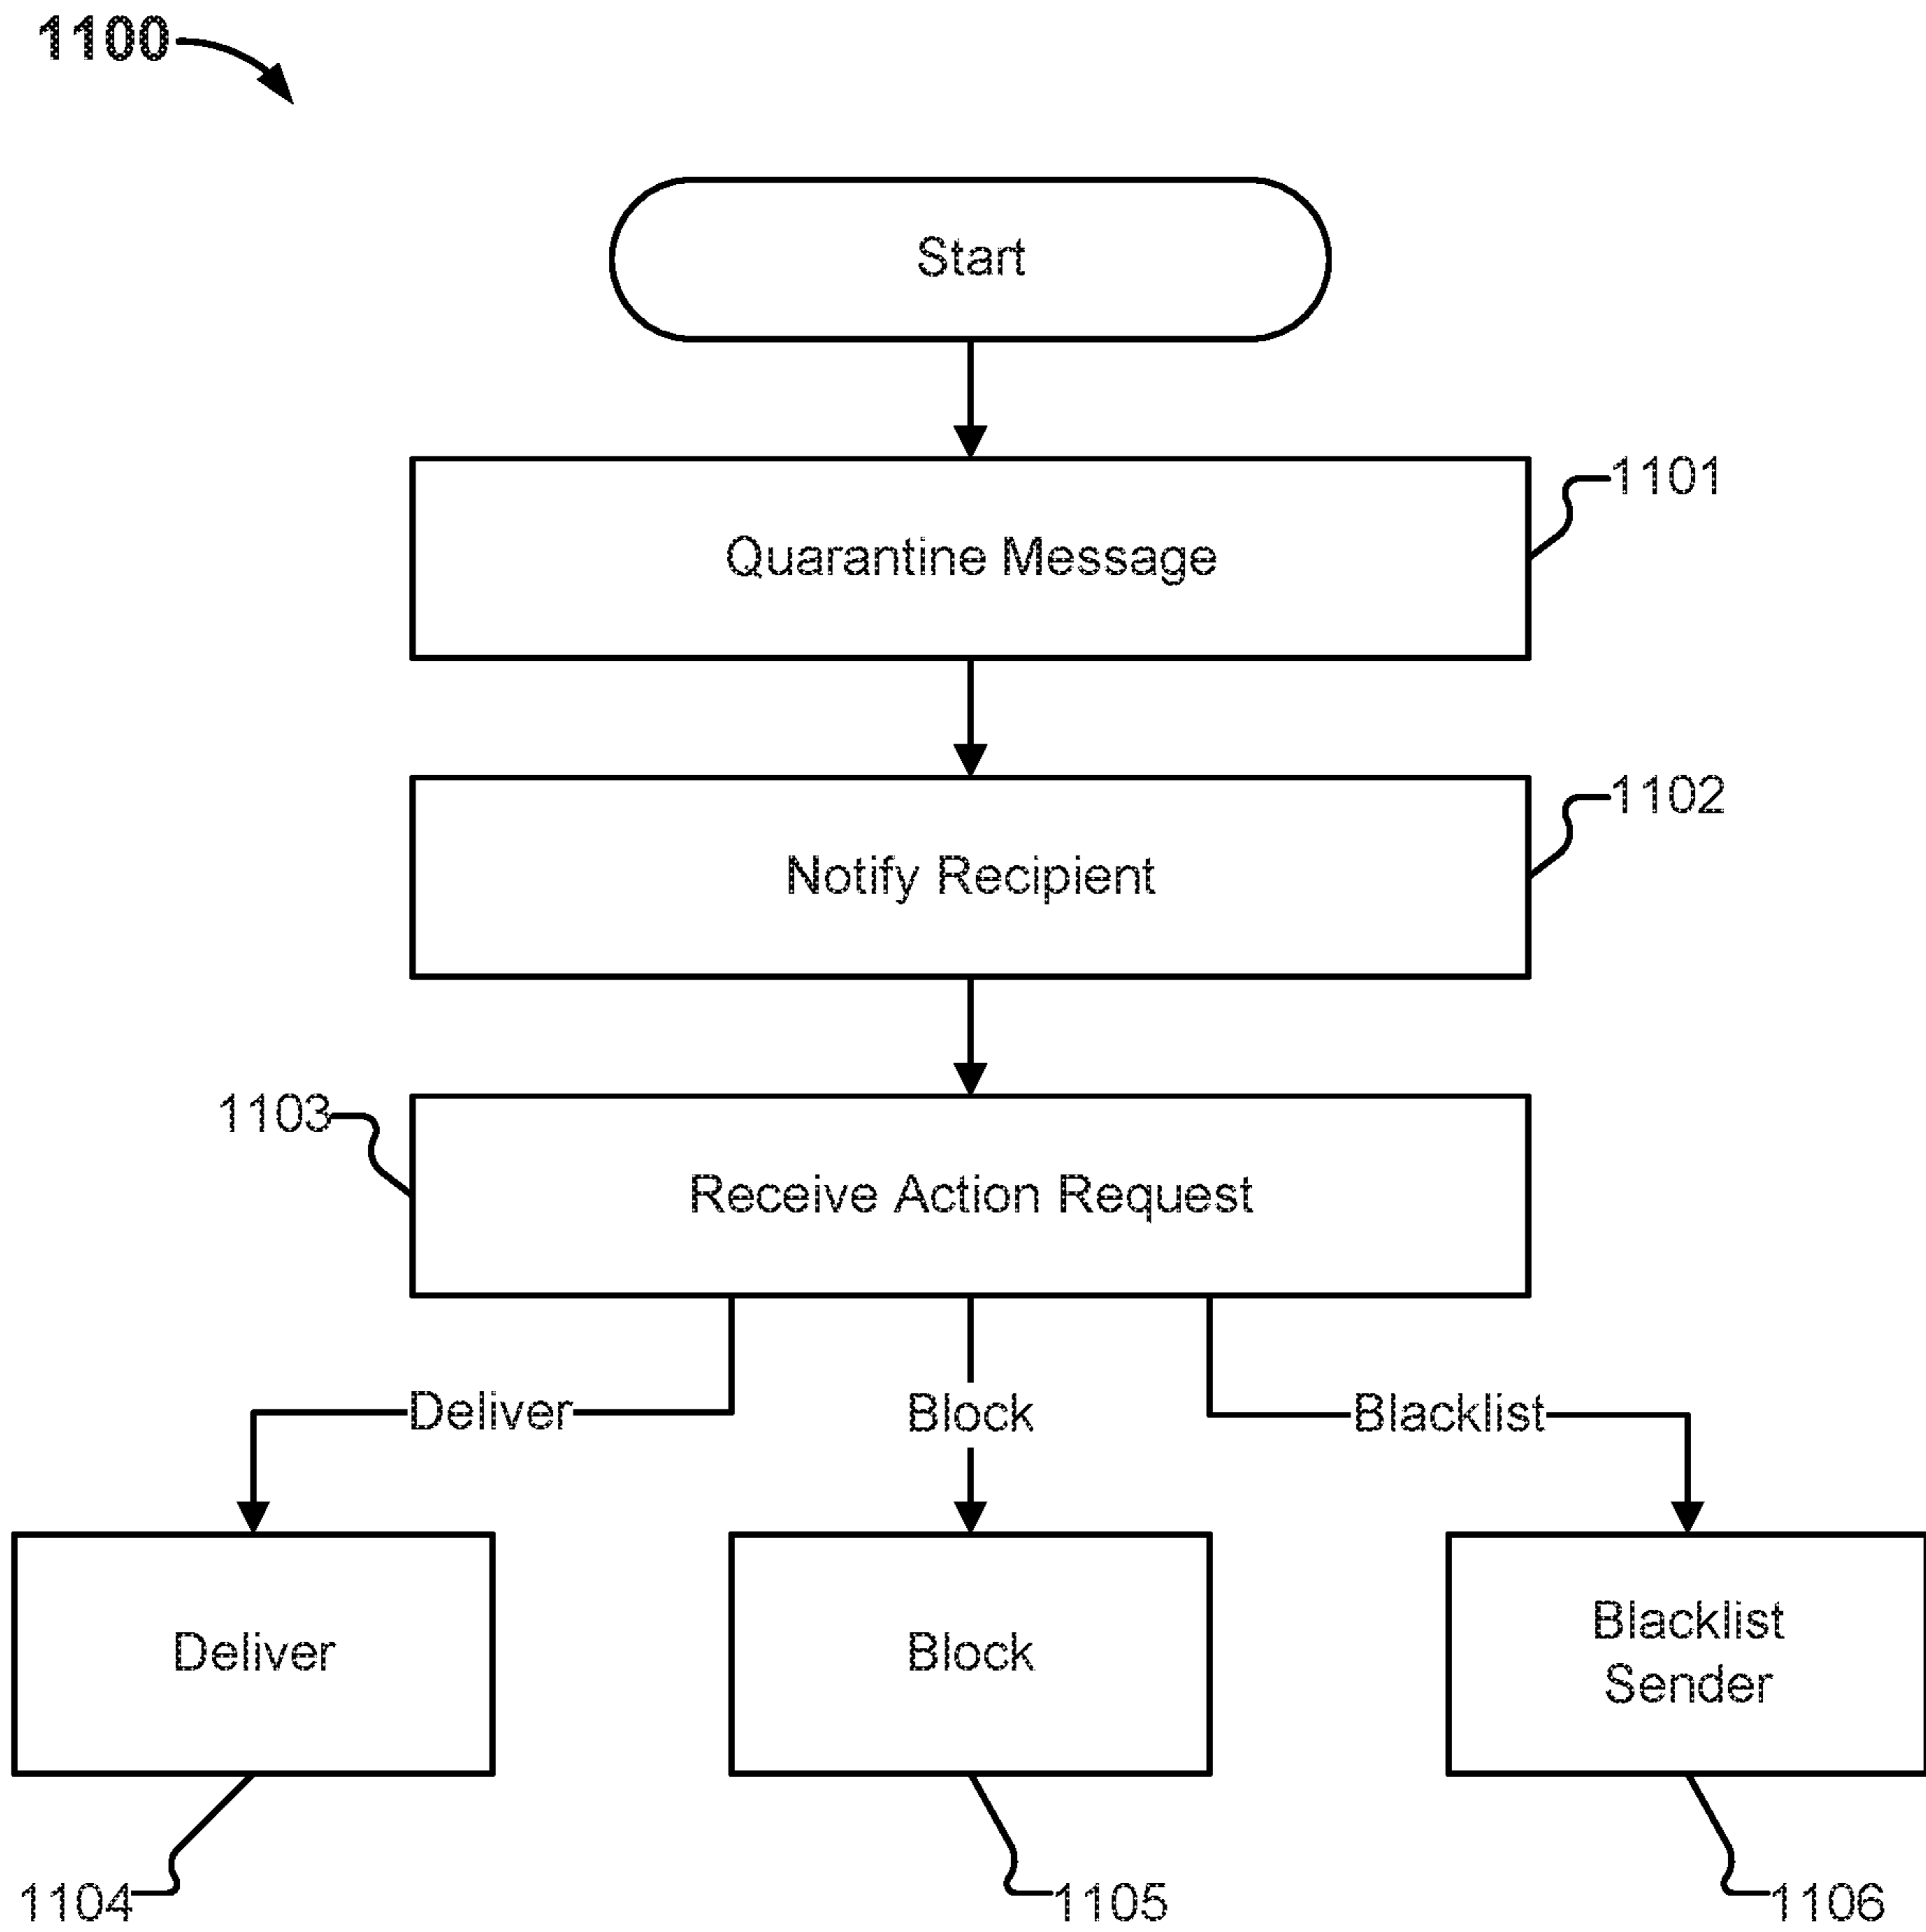 1100
Start
1101
Quarantine Message
1102
Notify Recipient
1103
Receive Action Request
Deliver
Block
Blacklist
Deliver
Block
Blacklist
Sender
1104
1105
1106